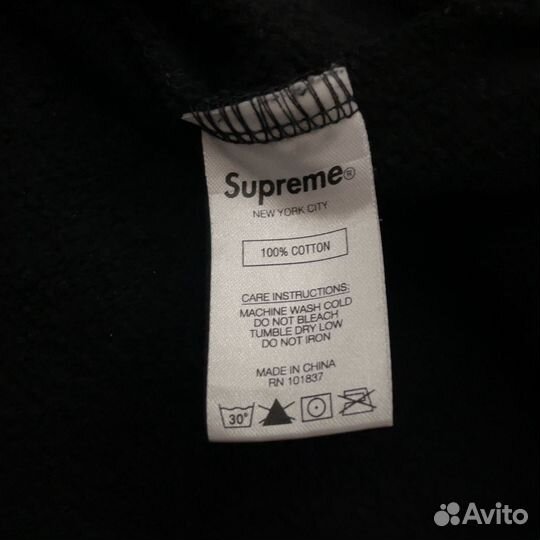 Supreme®
NEW YORK CITY
100% COTTON
CARE INSTRUCTIONS:
MACHINE WASH COLD
DO NOT BLEACH
TUMBLE DRY LOW
DO NOT IRON
MADE IN CHINA
RN 101837
30°
Avito